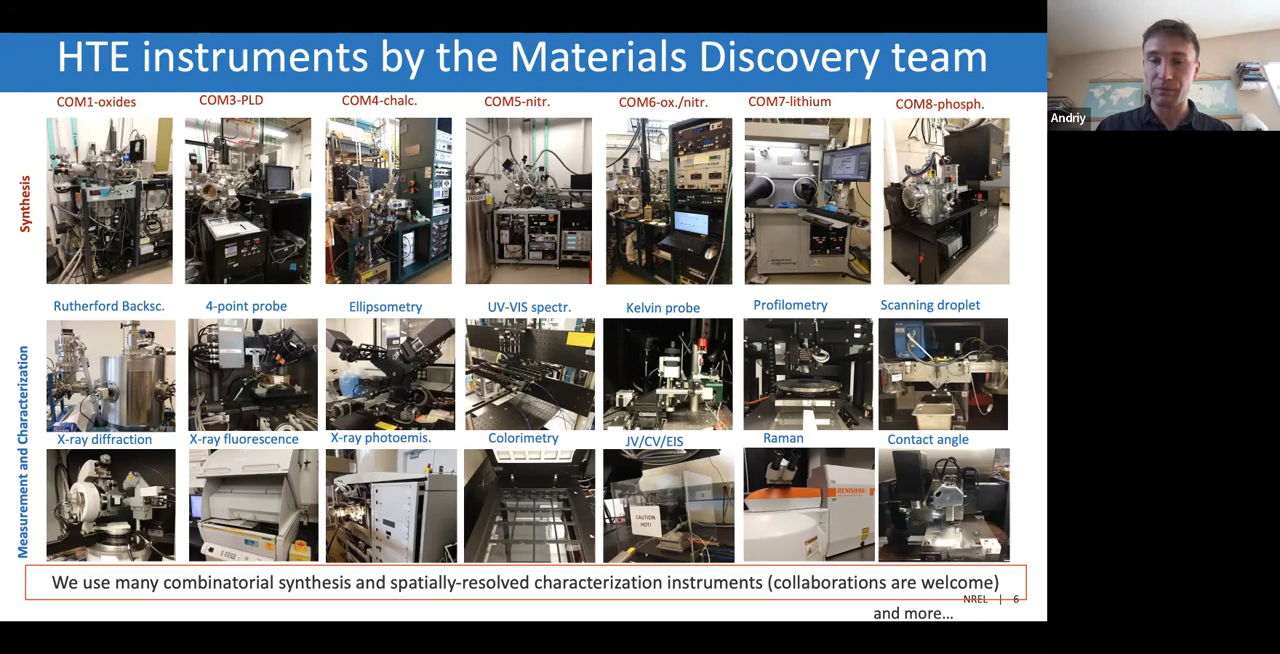 HTE instruments by the Materials Discovery team
COM1-oxides
COM3-PLD
COM4-chalc.
COM5-nitr.
COM6-ox./nitr.
COM7-lithium
COM8-phosph.
Andriy
Synthesis
Rutherford Backsc.
4-point probe
Ellipsometry
UV-VIS spectr.
Kelvin probe
Profilometry
Scanning droplet
Measurement and Characterization
X-ray diffraction
X-ray fluorescence
X-ray photoemis.
Colorimetry
JV/CV/EIS
Raman
Contact angle
RENISHAW
CAUTION
HOT!
We use many combinatorial synthesis and spatially-resolved characterization instruments (collaborations are welcome)
NREL | 6
and more...